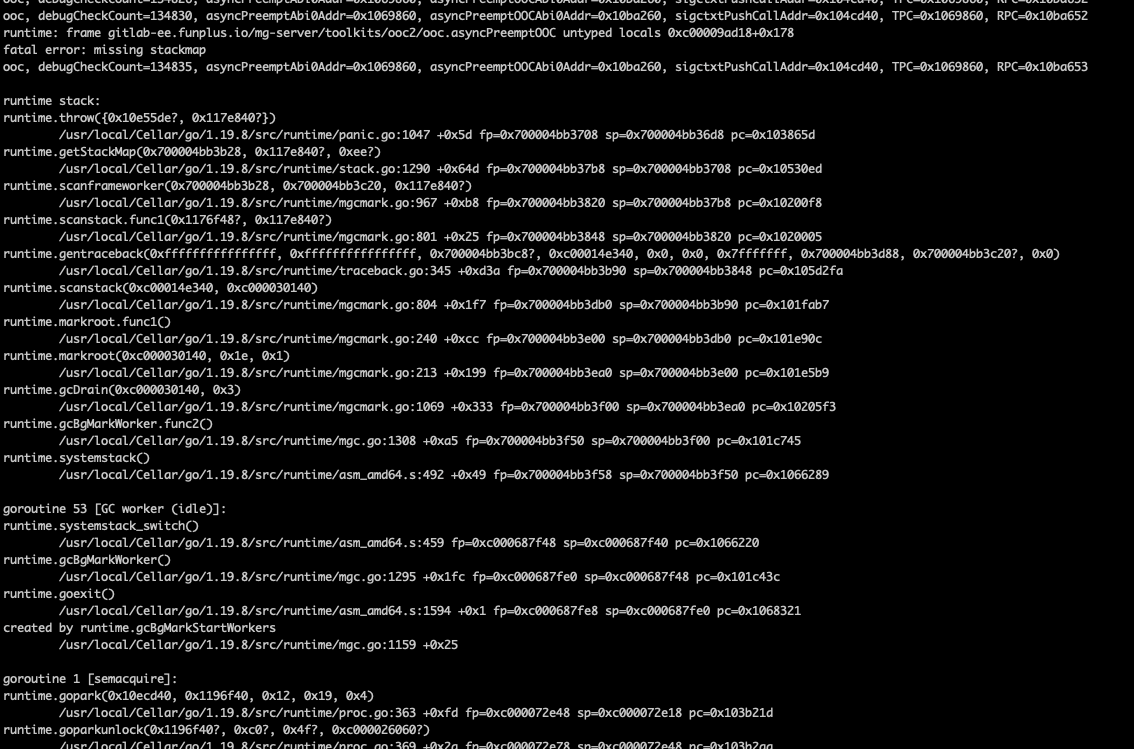 ooc, debugCheckCount=134830, asyncPreemptAbi0Addr=0x1069860, asyncPreemptOOCAbi0Addr=0x10ba260, sigctxtPushCallAddr=0x104cd40, TPC=0x1069860, RPC=0x10ba652
runtime: frame gitlab-ee.funplus.io/mg-server/toolkits/ooc2/ooc.asyncPreemptOOC untyped locals 0xc00009ad18+0x178
fatal error: missing stackmap
ooc, debugCheckCount=134835, asyncPreemptAbi0Addr=0x1069860, asyncPreemptOOCAbi0Addr=0x10ba260, sigctxtPushCallAddr=0x104cd40, TPC=0x1069860, RPC=0x10ba653
runtime stack:
runtime.throw({0x10e55de?, 0x117e840?})
/usr/local/Cellar/go/1.19.8/src/runtime/panic.go:1047 +0x5d fp=0x700004bb3708 sp=0x700004bb36d8 pc=0x103865d
runtime.getStackMap(0x700004bb3b28, 0x117e840?, 0xee?)
/usr/local/Cellar/go/1.19.8/src/runtime/stack.go:1290 +0x64d fp=0x700004bb37b8 sp=0x700004bb3708 pc=0x10530ed
runtime.scanframeworker(0x700004bb3b28, 0x700004bb3c20, 0x117e840?)
/usr/local/Cellar/go/1.19.8/src/runtime/mgcmark.go:967 +0xb8 fp=0x700004bb3820 sp=0x700004bb37b8 pc=0x10200f8
runtime.scanstack.func1(0x1176f48?, 0x117e840?)
/usr/local/Cellar/go/1.19.8/src/runtime/mgcmark.go:801 +0x25 fp=0x700004bb3848 sp=0x700004bb3820 pc=0x1020005
runtime.gentraceback(0xffffffffffffffff, 0xffffffffffffffff, 0x700004bb3bc8?, 0xc00014e340, 0x0, 0x0, 0x7fffffff, 0x700004bb3d88, 0x700004bb3c20?, 0x0)
/usr/local/Cellar/go/1.19.8/src/runtime/traceback.go:345 +0xd3a fp=0x700004bb3b90 sp=0x700004bb3848 pc=0x105d2fa
runtime.scanstack(0xc00014e340, 0xc000030140)
/usr/local/Cellar/go/1.19.8/src/runtime/mgcmark.go:804 +0x1f7 fp=0x700004bb3db0 sp=0x700004bb3b90 pc=0x101fab7
runtime.markroot.func1()
/usr/local/Cellar/go/1.19.8/src/runtime/mgcmark.go:240 +0xcc fp=0x700004bb3e00 sp=0x700004bb3db0 pc=0x101e90c
runtime.markroot(0xc000030140, 0x1e, 0x1)
/usr/local/Cellar/go/1.19.8/src/runtime/mgcmark.go:213 +0x199 fp=0x700004bb3ea0 sp=0x700004bb3e00 pc=0x101e5b9
runtime.gcDrain(0xc000030140, 0x3)
/usr/local/Cellar/go/1.19.8/src/runtime/mgcmark.go:1069 +0x333 fp=0x700004bb3f00 sp=0x700004bb3ea0 pc=0x10205f3
runtime.gcBgMarkWorker.func2()
/usr/local/Cellar/go/1.19.8/src/runtime/mgc.go:1308 +0xa5 fp=0x700004bb3f50 sp=0x700004bb3f00 pc=0x101c745
runtime.systemstack()
/usr/local/Cellar/go/1.19.8/src/runtime/asm_amd64.s:492 +0x49 fp=0x700004bb3f58 sp=0x700004bb3f50 pc=0x1066289
goroutine 53 [GC worker (idle)]:
runtime.systemstack_switch()
/usr/local/Cellar/go/1.19.8/src/runtime/asm_amd64.s:459 fp=0xc000687f48 sp=0xc000687f40 pc=0x1066220
runtime.gcBgMarkWorker()
/usr/local/Cellar/go/1.19.8/src/runtime/mgc.go:1295 +0x1fc fp=0xc000687fe0 sp=0xc000687f48 pc=0x101c43c
runtime.goexit()
/usr/local/Cellar/go/1.19.8/src/runtime/asm_amd64.s:1594 +0x1 fp=0xc000687fe8 sp=0xc000687fe0 pc=0x1068321
created by runtime.gcBgMarkStartWorkers
/usr/local/Cellar/go/1.19.8/src/runtime/mgc.go:1159 +0x25
goroutine 1 [semacquire]:
runtime.gopark(0x10ecd40, 0x1196f40, 0x12, 0x19, 0x4)
/usr/local/Cellar/go/1.19.8/src/runtime/proc.go:363 +0xfd fp=0xc000072e48 sp=0xc000072e18 pc=0x103b21d
runtime.goparkunlock(0x1196f40?, 0xc0?, 0x4f?, 0xc000026060?)
/usr/local/Cellar/go/1.19.8/src/runtime/proc.go:369 +0x2a fp=0xc000072e78 sp=0xc000072e48